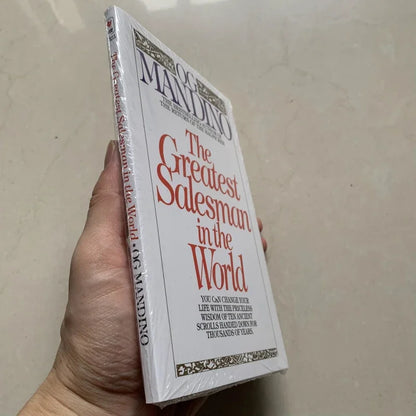 The Greatest Salesman in the World • OG MANDINO
OG
MANDINO
The
Greatest
Salesman
in the
World
YOU CAN CHANGE YOUR
LIFE WITH THE PRICELESS
WISDOM OF TEN ANCIENT
SCROLLS HANDED DOWN FOR
THOUSANDS OF YEARS.